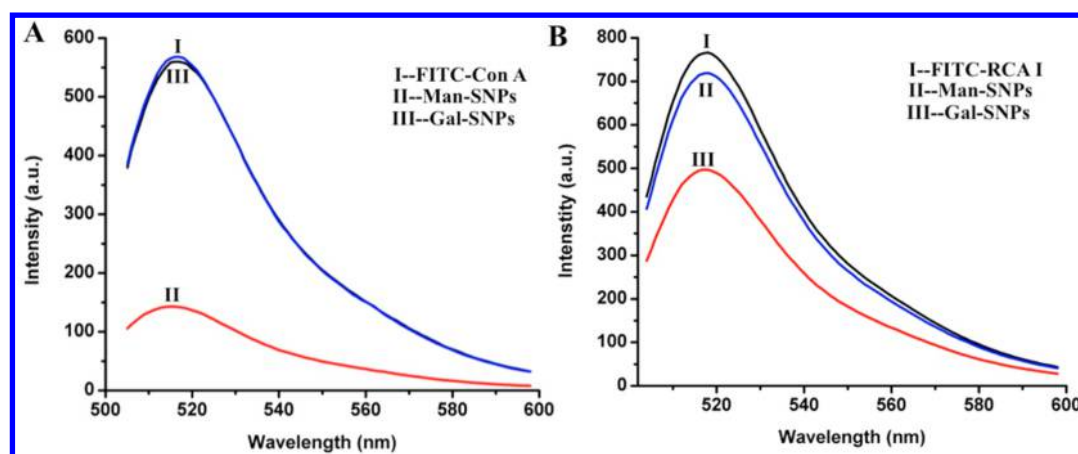 A
I
III
I--FITC-Con A
II--Man-SNPs
III--Gal-SNPs
II
600
500
400
300
200
100
0
Intensity (a.u.)
500
520
540
560
580
600
Wavelength (nm)
B
I
II
III
I--FITC-RCA I
II--Man-SNPs
III--Gal-SNPs
800
700
600
500
400
300
200
100
0
Intenstity (a.u.)
520
540
560
580
600
Wavelength (nm)